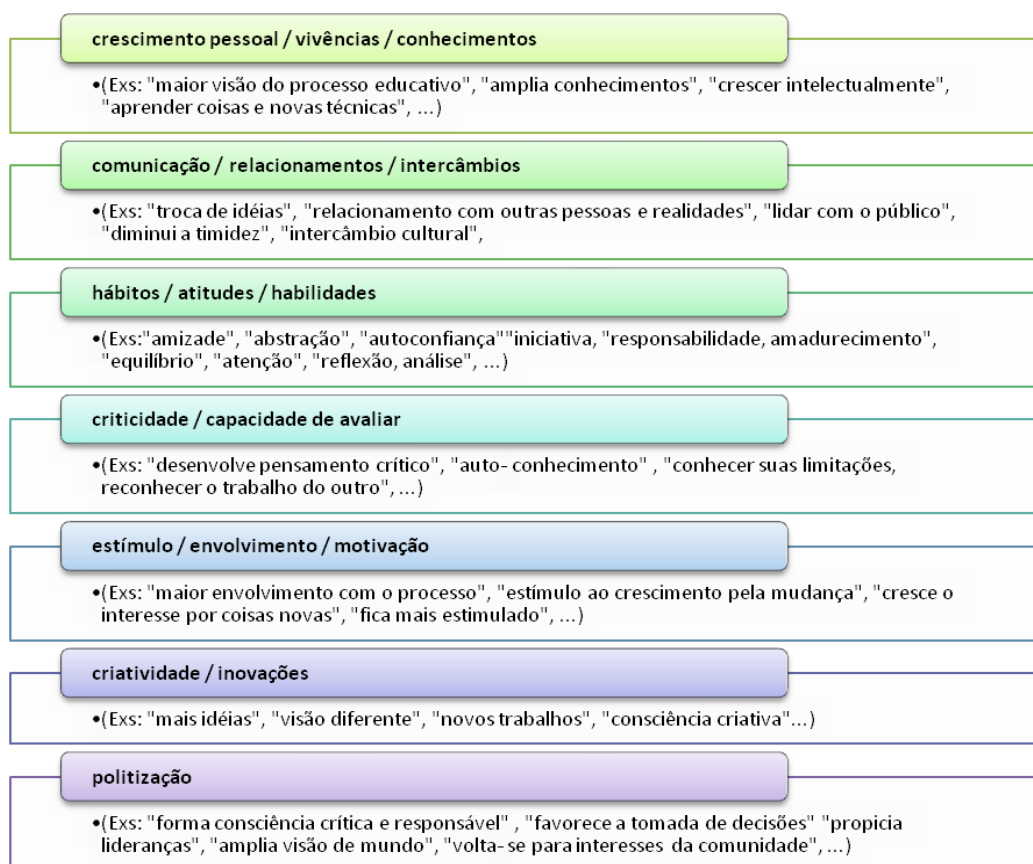 crescimento pessoal / vivências / conhecimentos
•(Exs: "maior visão do processo educativo", "amplia conhecimentos", "crescer intelectualmente",
"aprender coisas e novas técnicas", ...)
comunicação / relacionamentos / intercâmbios
•(Exs: "troca de idéias", "relacionamento com outras pessoas e realidades", "lidar com o público",
"diminui a timidez", "intercâmbio cultural",
hábitos / atitudes / habilidades
•(Exs:"amizade", "abstração", "autoconfiança""iniciativa, "responsabilidade, amadurecimento",
"equilíbrio", "atenção", "reflexão, análise", ...)
criticidade / capacidade de avaliar
•(Exs: "desenvolve pensamento crítico", "auto- conhecimento" , "conhecer suas limitações,
reconhecer o trabalho do outro", ...)
estímulo / envolvimento / motivação
•(Exs: "maior envolvimento com o processo", "estímulo ao crescimento pela mudança", "cresce o
interesse por coisas novas", "fica mais estimulado", ...)
criatividade / inovações
•(Exs: "mais idéias", "visão diferente", "novos trabalhos", "consciência criativa"...)
politização
•(Exs: "forma consciência crítica e responsável" , "favorece a tomada de decisões" "propicia
lideranças", "amplia visão de mundo", "volta- se para interesses da comunidade", ...)